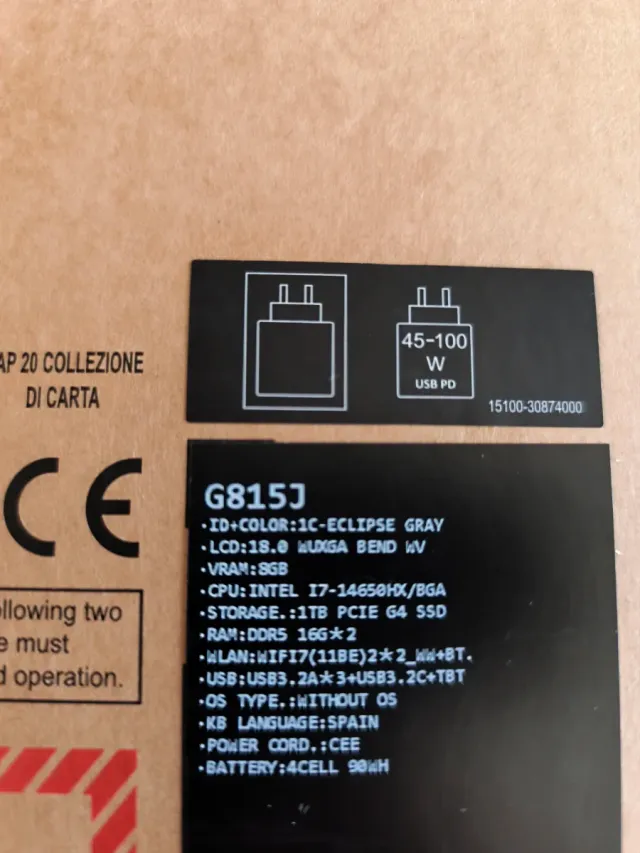 AP 20 COLLEZIONE
DI CARTA
45-100
W
USB PD
15100-30874000
CE
ollowing two
e must
d operation.
G815J
·ID+COLOR:1C-ECLIPSE GRAY
·LCD:18.0 WUXGA BEND WV
·VRAM:8GB
·CPU:INTEL I7-14650HX/BGA
·STORAGE.:1TB PCIE G4 SSD
·RAM:DDR5 16G*2
·WLAN:WIFI7(11BE)2*2_WW+BT.
·USB:USB3.2A*3+USB3.2C+TBT
·OS TYPE.:WITHOUT OS
·KB LANGUAGE:SPAIN
·POWER CORD.:CEE
·BATTERY:4CELL 90WH